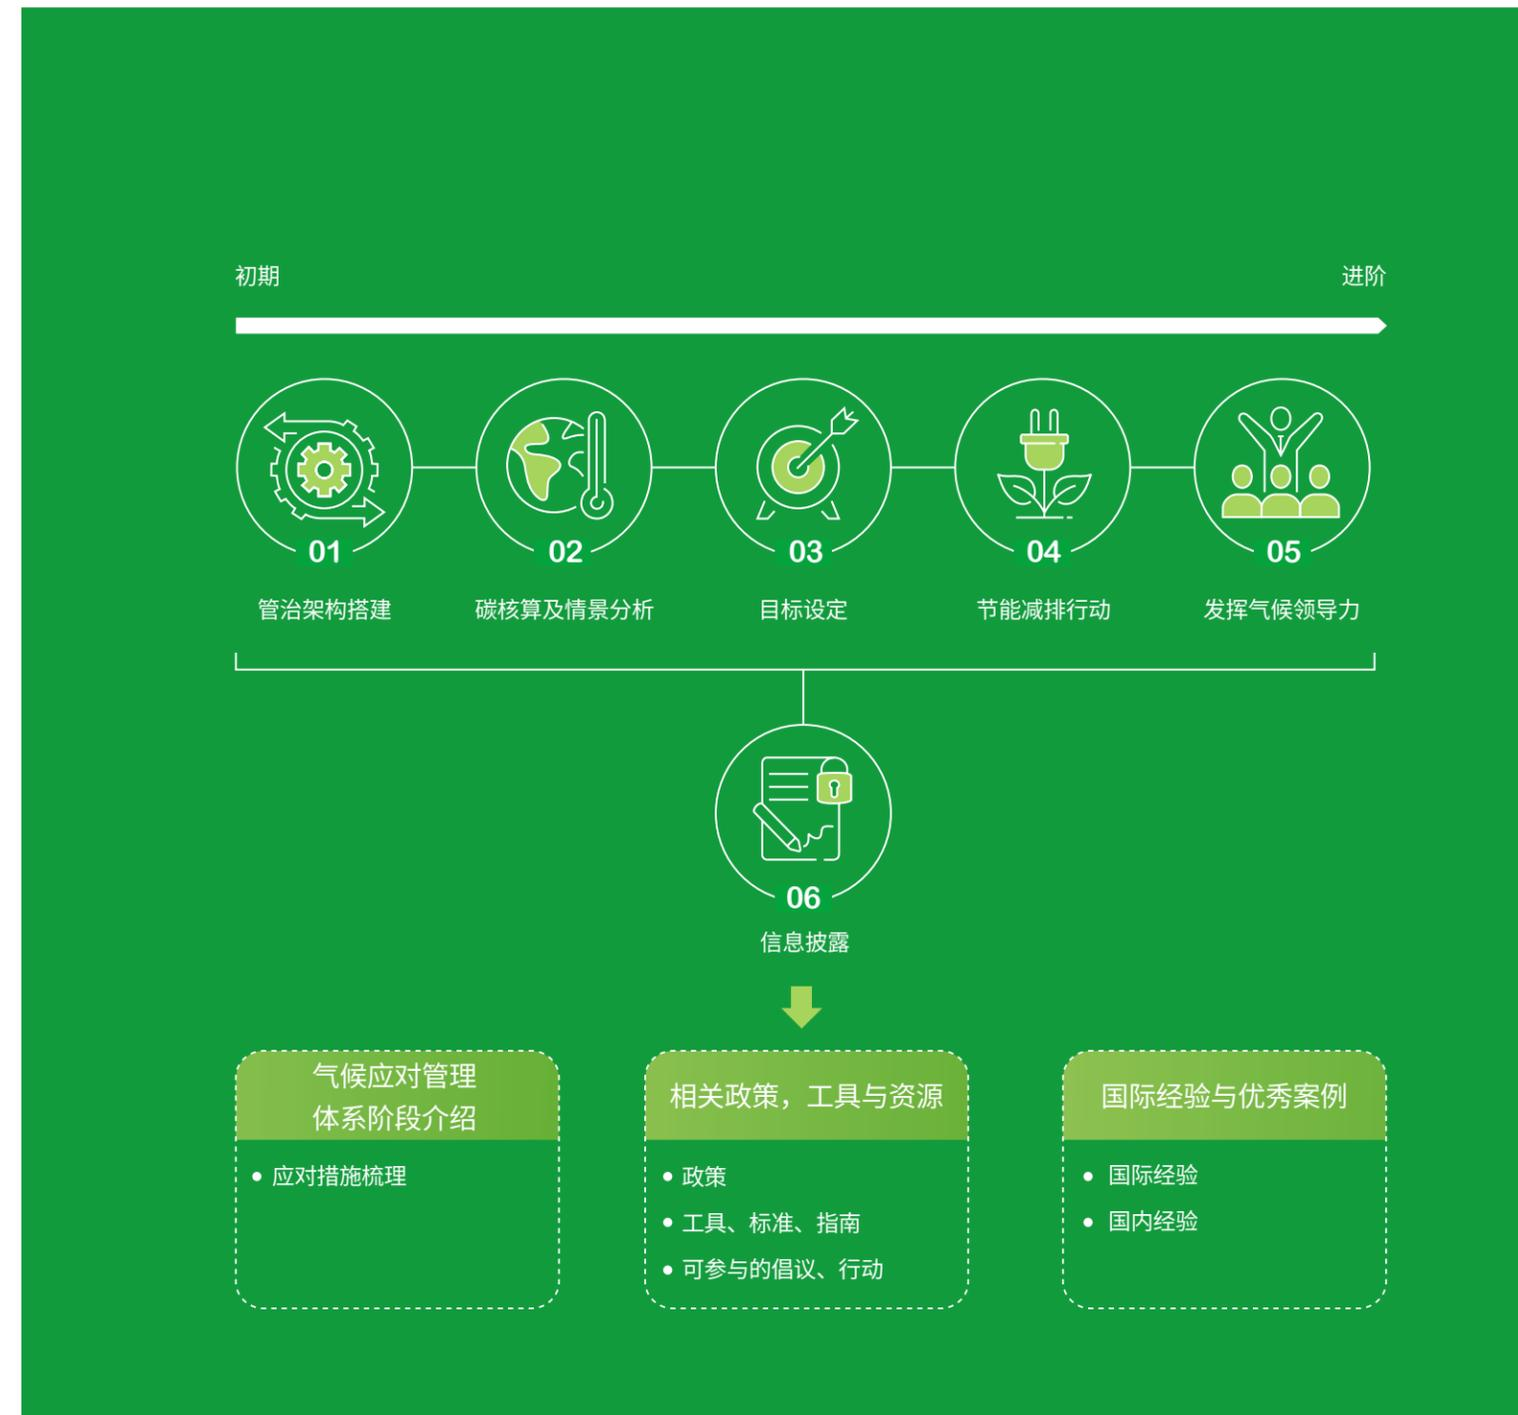 初期
进阶
01
02
03
04
05
管治架构搭建
碳核算及情景分析
目标设定
节能减排行动
发挥气候领导力
06
信息披露
气候应对管理
体系阶段介绍
应对措施梳理
相关政策，工具与资源
政策
工具、标准、指南
可参与的倡议、行动
国际经验与优秀案例
国际经验
国内经验